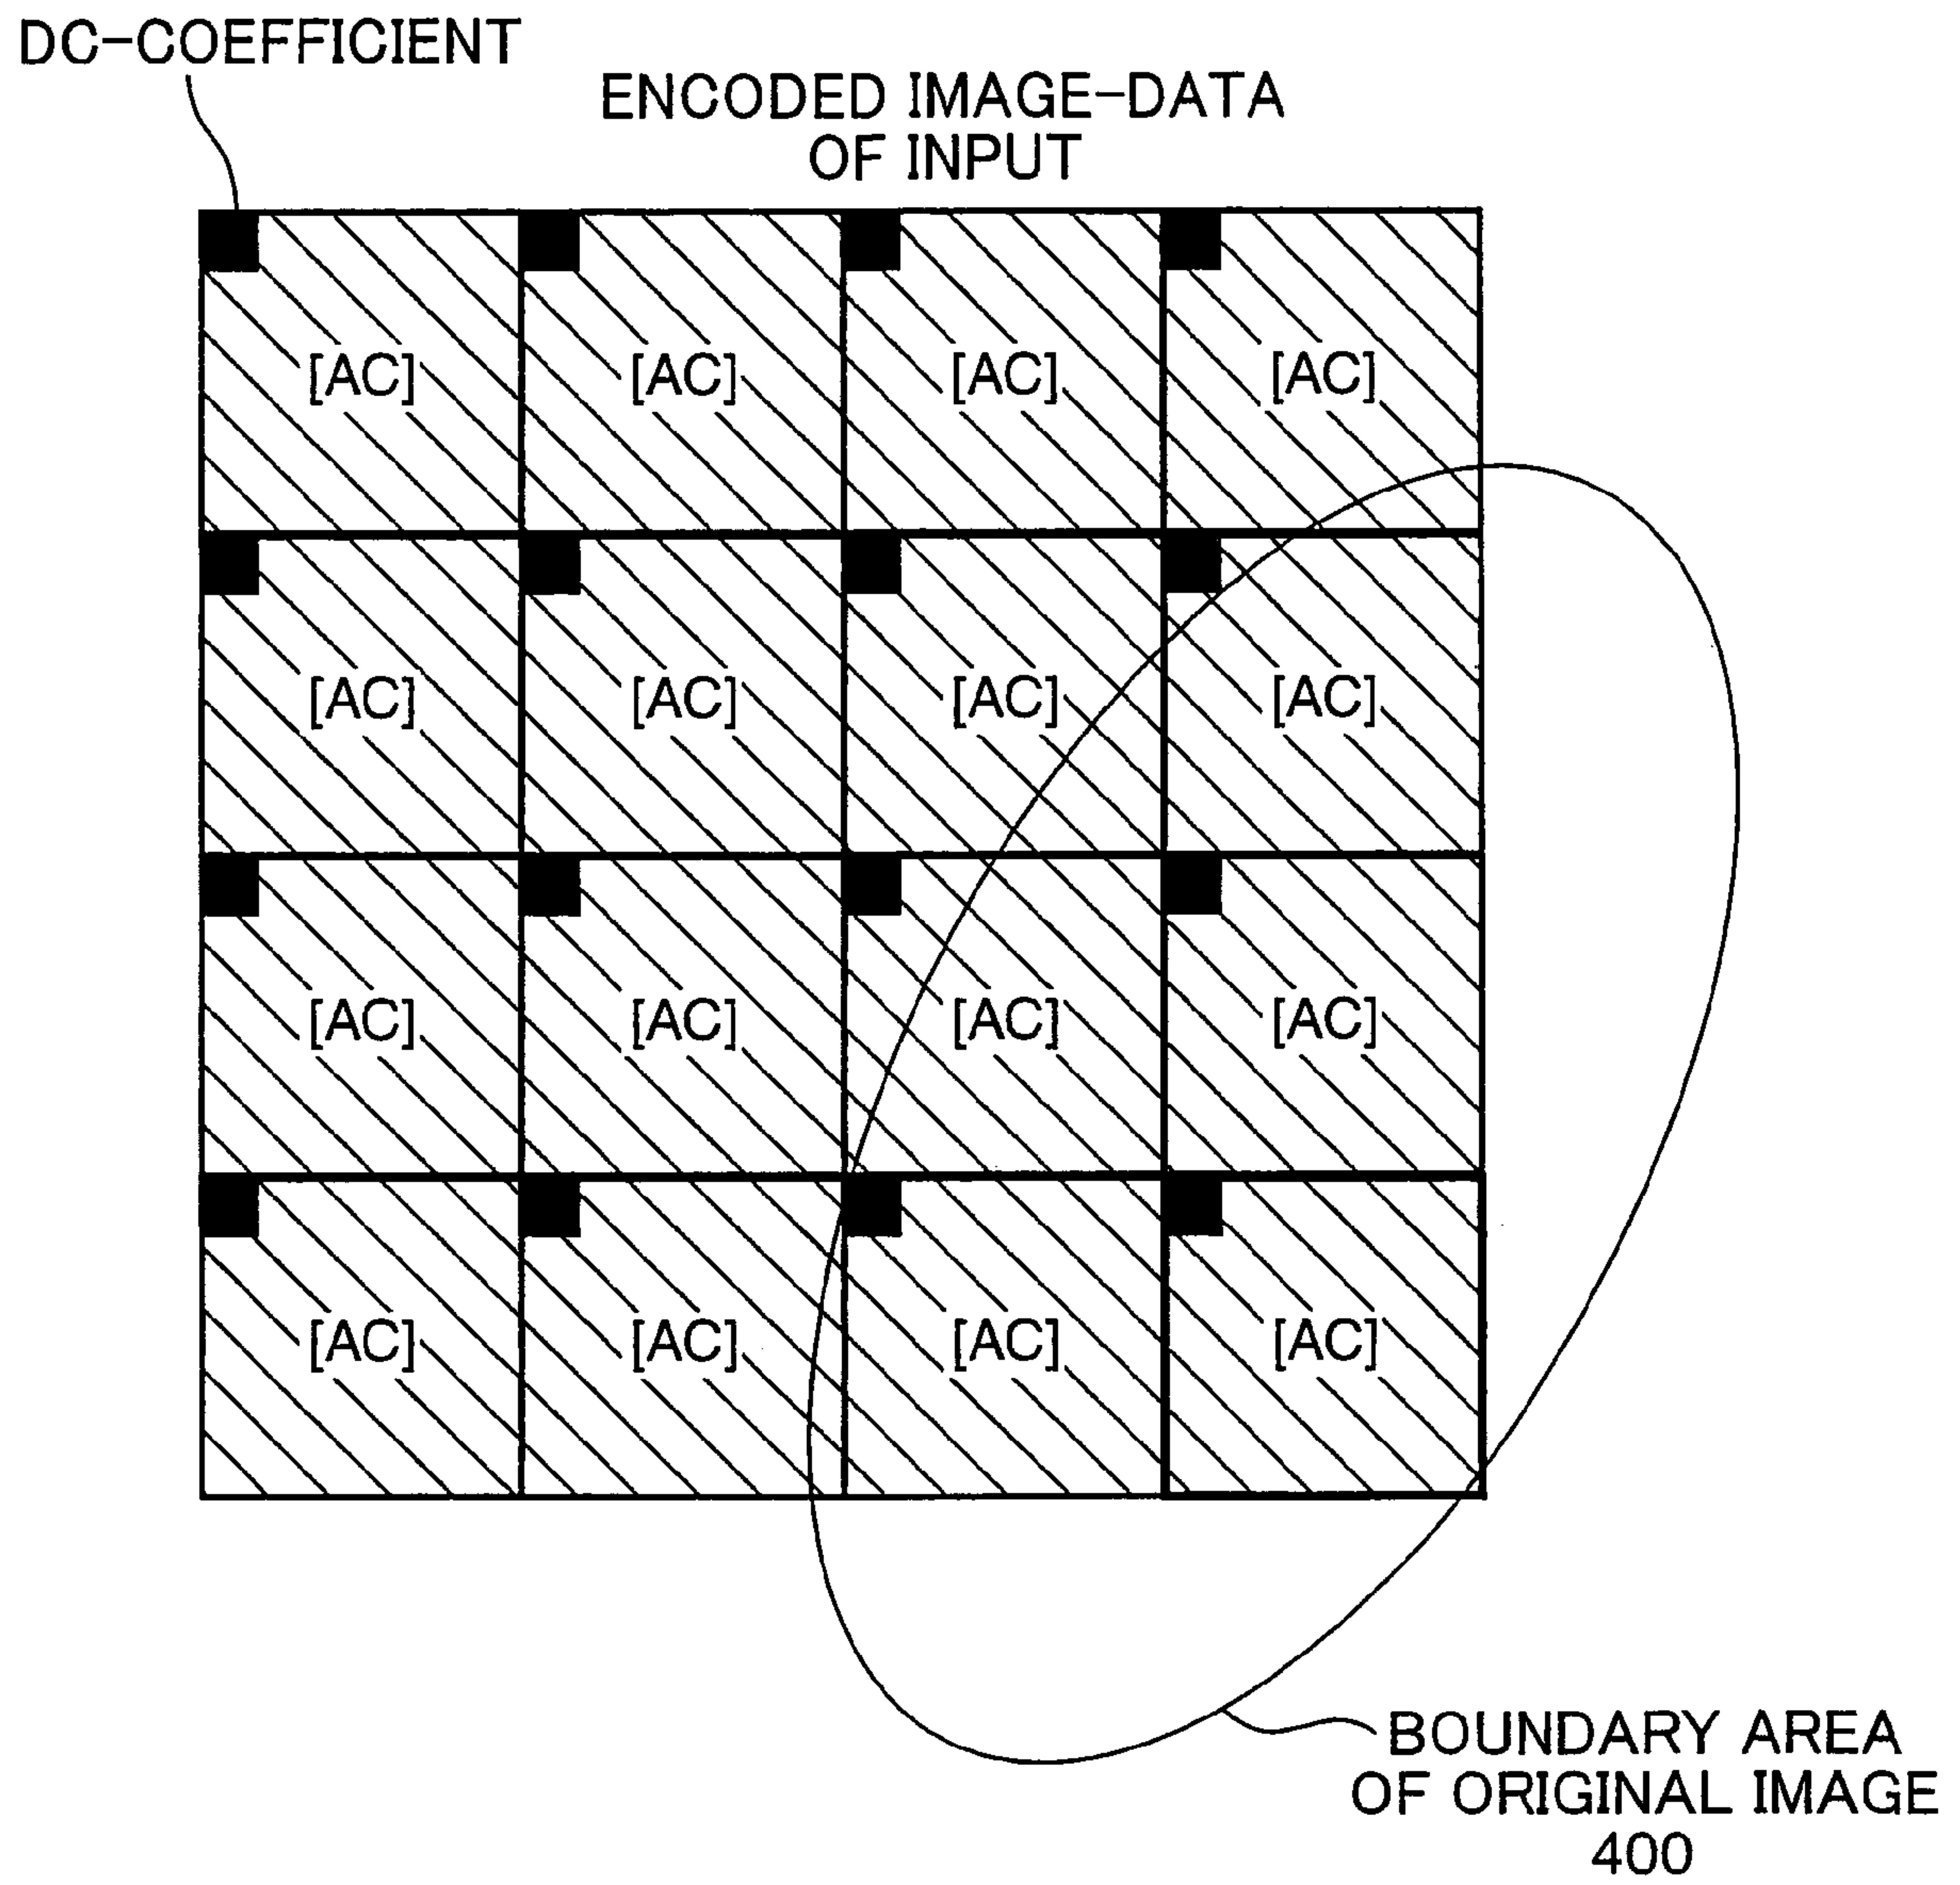 DC-COEFFICIENT
ENCODED IMAGE-DATA
OF INPUT
[AC] [AC] [AC] [AC]
[AC] [AC] [AC] [AC]
[AC] [AC] [AC] [AC]
[AC] [AC] [AC] [AC]
BOUNDARY AREA
OF ORIGINAL IMAGE
400